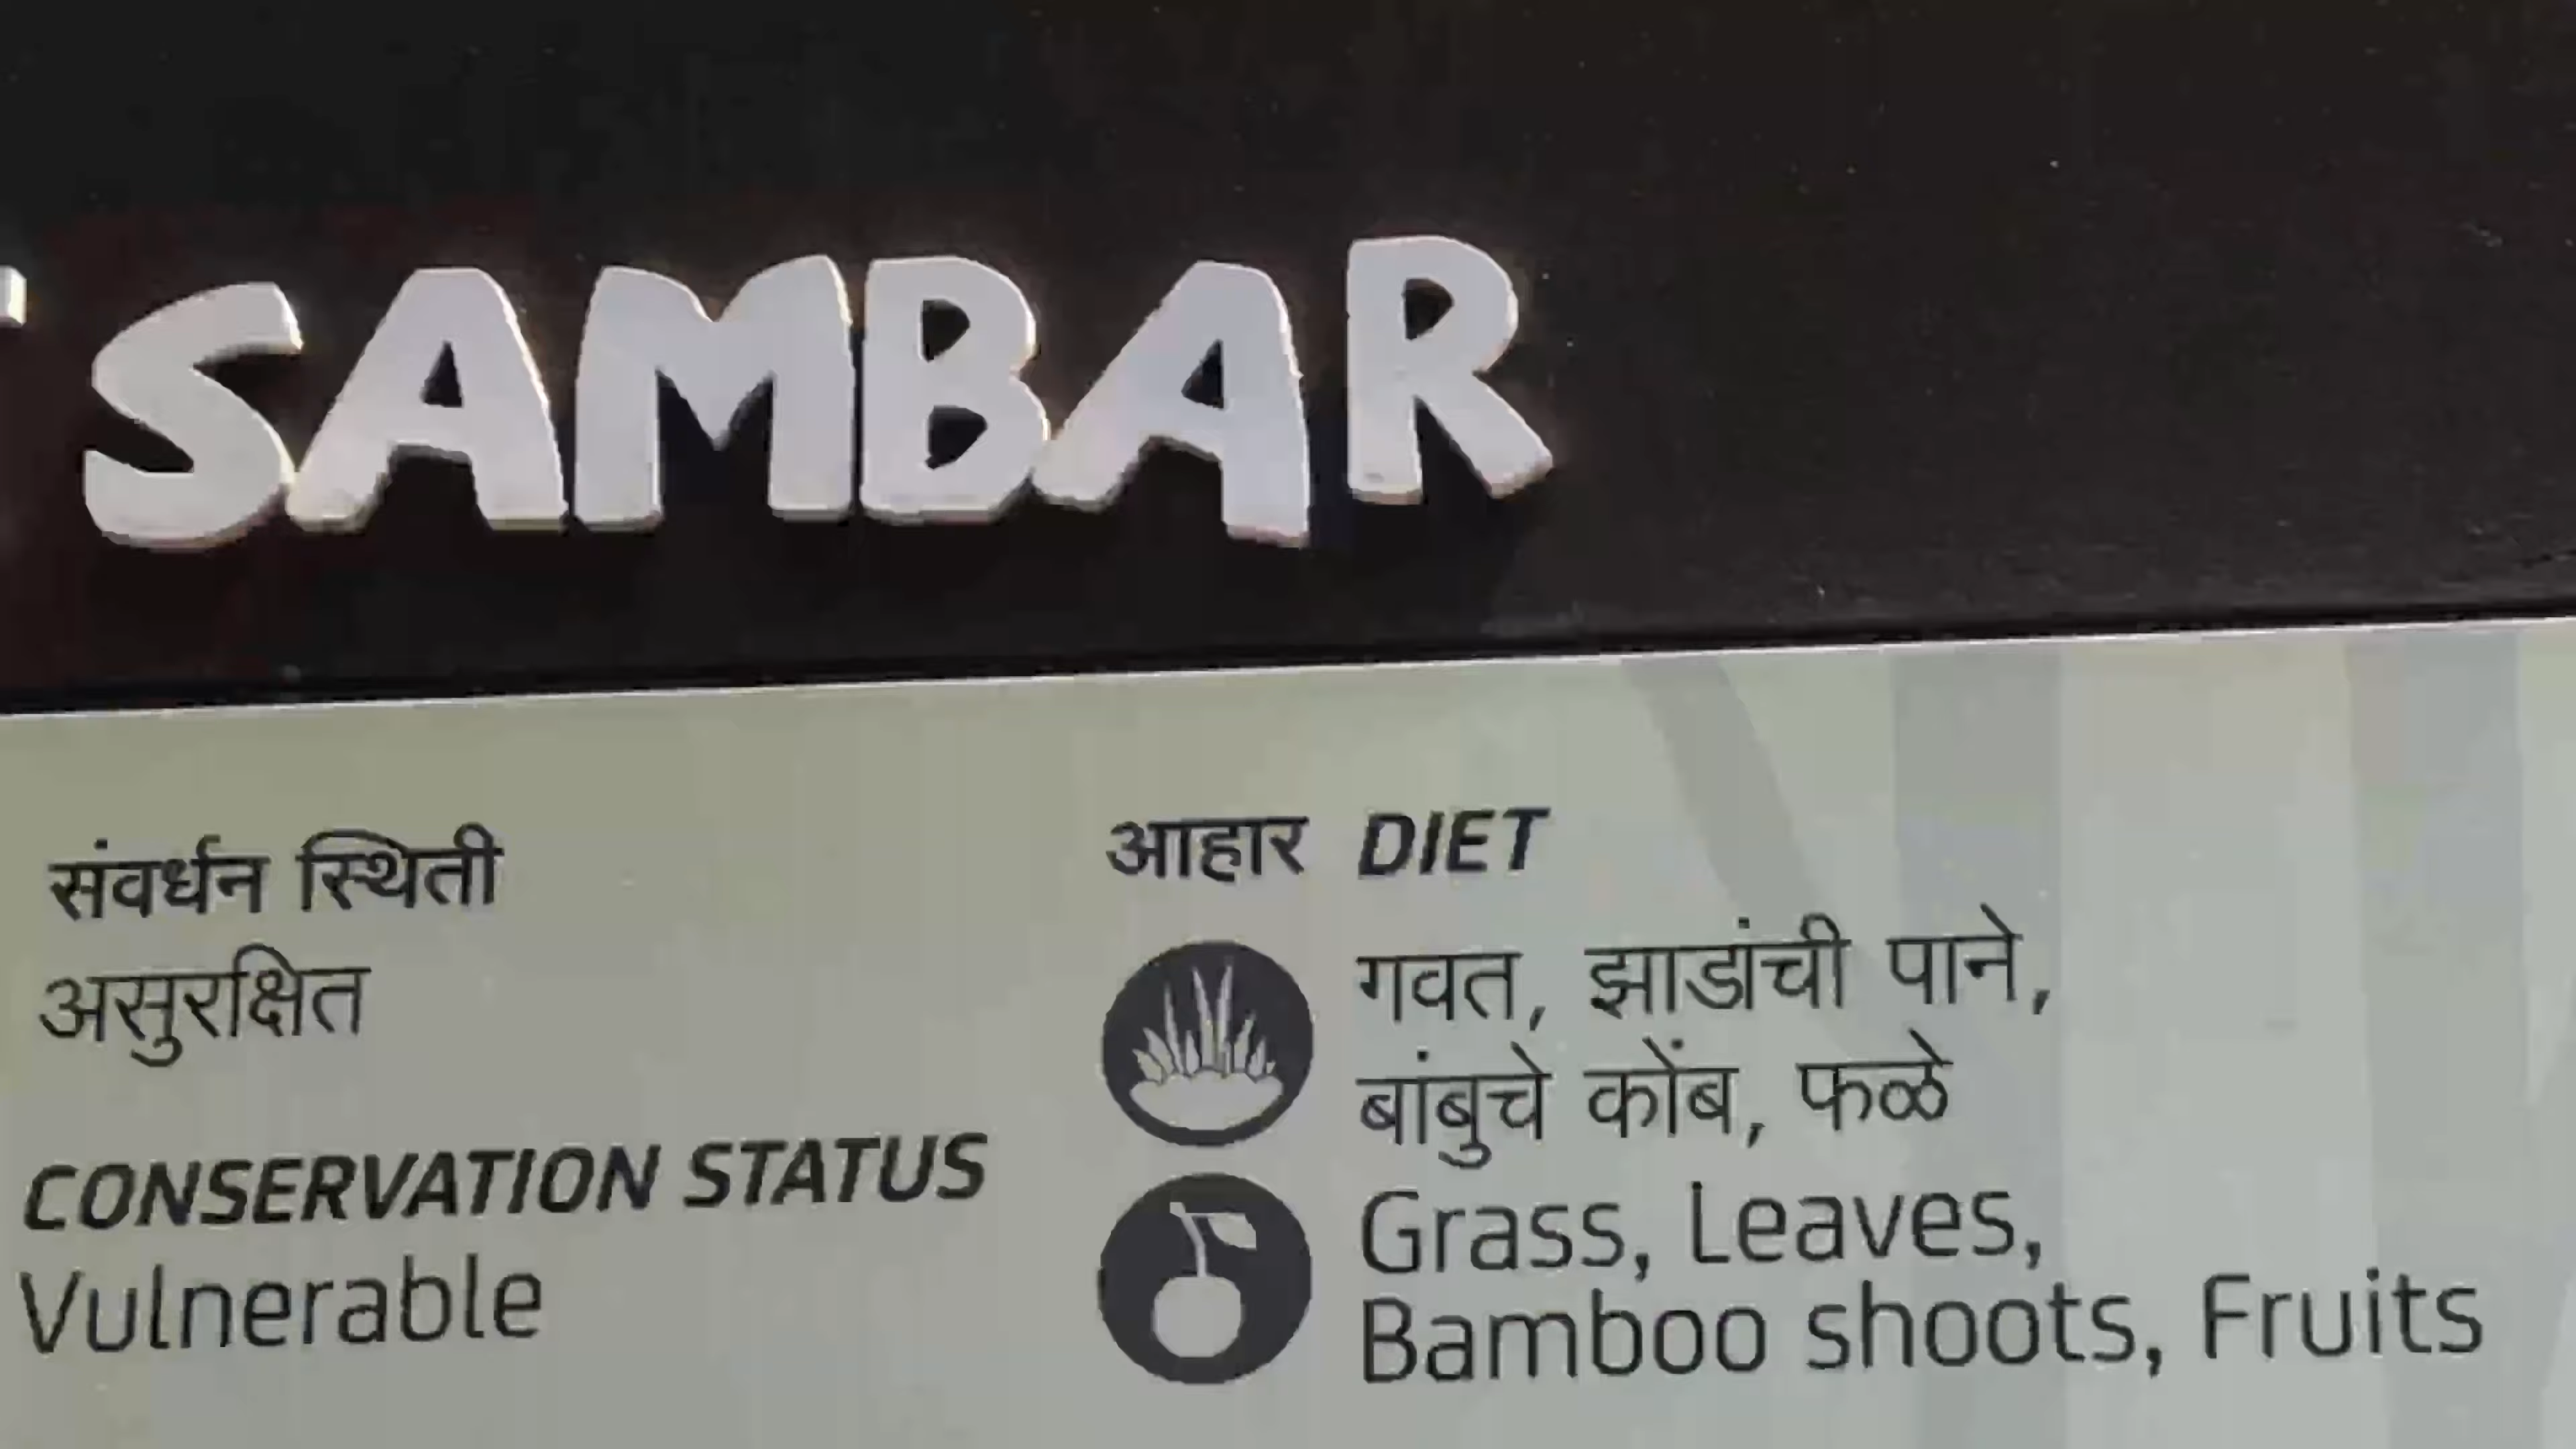 SAMBAR
संवर्धन स्थिती
असुरक्षित
CONSERVATION STATUS
Vulnerable
आहार DIET
गवत, झाडांची पाने,
बांबुचे कोंब, फळे
Grass, Leaves,
Bamboo shoots, Fruits